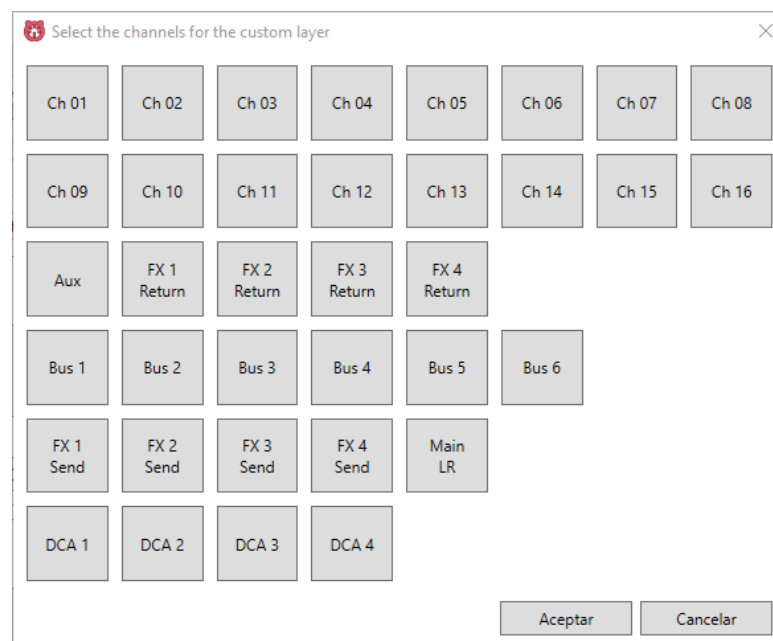 Select the channels for the custom layer
Ch 01 Ch 02 Ch 03 Ch 04 Ch 05 Ch 06 Ch 07 Ch 08
Ch 09 Ch 10 Ch 11 Ch 12 Ch 13 Ch 14 Ch 15 Ch 16
Aux FX 1 FX 2 FX 3 FX 4
Return Return Return Return
Bus 1 Bus 2 Bus 3 Bus 4 Bus 5 Bus 6
FX 1 FX 2 FX 3 FX 4 Main
Send Send Send Send LR
DCA 1 DCA 2 DCA 3 DCA 4
Aceptar Cancelar